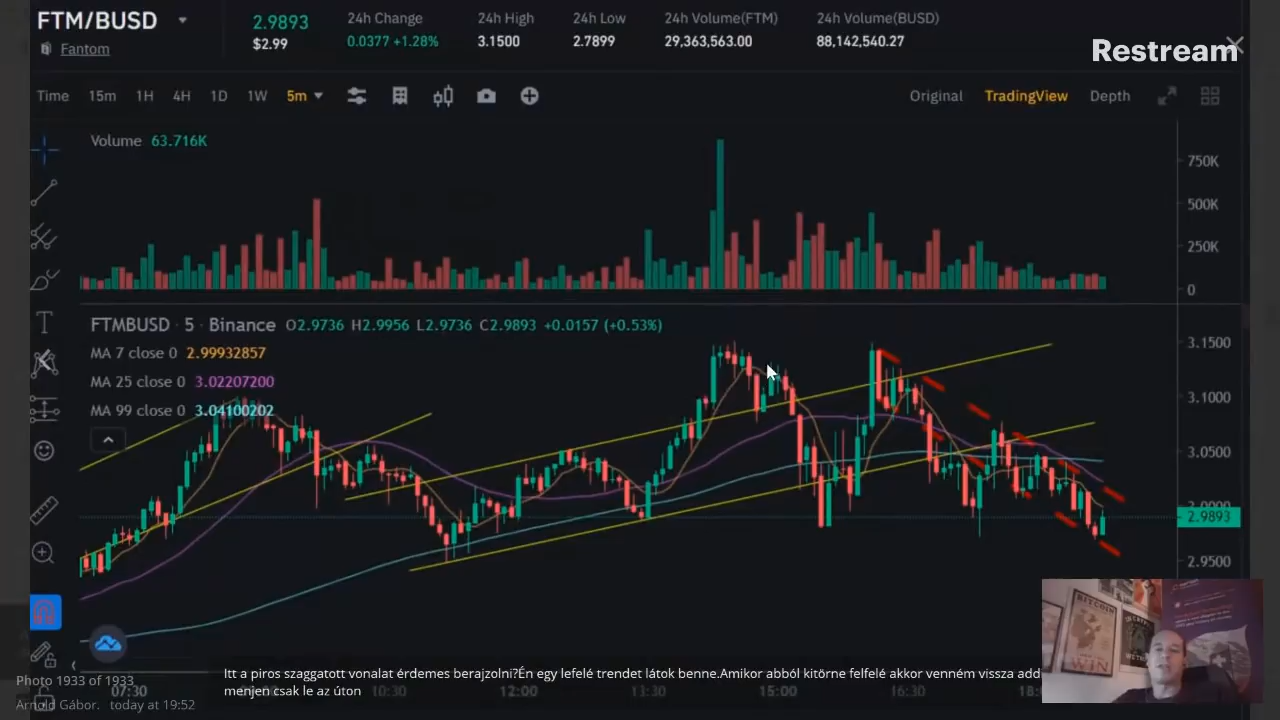 FTM/BUSD
2.9893
24h Change
24h High
24h Low
24h Volume(FTM)
24h Volume(BUSD)
Fantom
$2.99
0.0377 +1.28%
3.1500
2.7899
29,363,563.00
88,142,540.27
Restream
Time 15m 1H 4H 1D 1W 5m
Original TradingView Depth
Volume 63.716K
750K
500K
250K
0
FTMBUSD · 5 · Binance O2.9736 H2.9956 L2.9736 C2.9893 +0.0157 (+0.53%)
MA 7 close 0 2.99932857
MA 25 close 0 3.02207200
MA 99 close 0 3.04100202
3.1500
3.1000
3.0500
3.0000
2.9893
2.9500
BITCOIN
WIN
Itt a piros szaggatott vonalat érdemes berajzolni?Én egy lefelé trendet látok benne.Amikor abból kitörne felfelé akkor venném vissza add
menjen csak le az úton
Photo 1933 of 1933
07:30 10:30 12:00 13:30 15:00 16:30 18:0
Arnold Gábor. today at 19:52